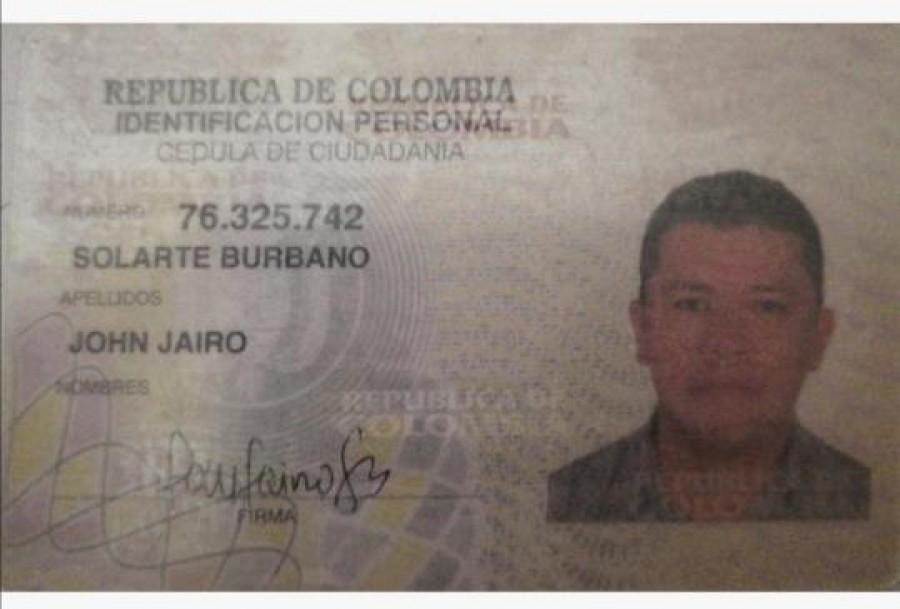 REPUBLICA DE COLOMBIA
IDENTIFICACION PERSONAL
CEDULA DE CIUDADANIA
NUMERO 76.325.742
SOLARTE BURBANO
APELLIDOS
JOHN JAIRO
NOMBRES
FIRMA
REPUBLICA DE
COLOMBIA